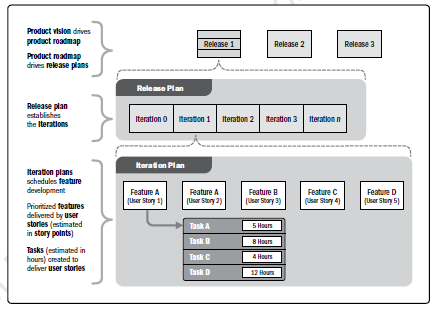 Product vision drives
product roadmap
Product roadmap
drives release plans
Release 1
Release 2
Release 3
Release plan
establishes
the iterations
Release Plan
Iteration 0
Iteration 1
Iteration 2
Iteration 3
Iteration n
Iteration plans
schedules feature
development
Prioritized features
delivered by user
stories (estimated
in story points)
Tasks (estimated in
hours) created to
deliver user stories
Iteration Plan
Feature A
(User Story 1)
Feature A
(User Story 2)
Feature B
(User Story 3)
Feature C
(User Story 4)
Feature D
(User Story 5)
Task A 5 Hours
Task B 8 Hours
Task C 4 Hours
Task D 12 Hours